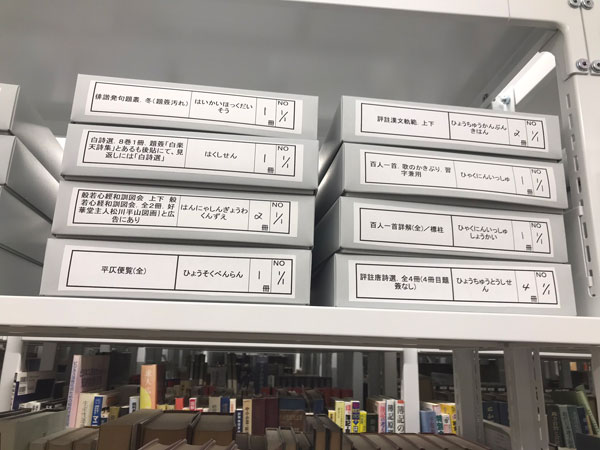 俳諧発句題叢. 冬(題簽汚れ)
はいかいほっくだい
そう
1
冊
NO
1/1
白詩選. 8巻1冊. 題簽「白楽
天詩集」とあるも後貼にて、見
返しには「白詩選」
はくしせん
1
冊
NO
1/1
般若心経和訓図会 上下 般
若心経和訓図会. 全2冊. 好
華堂主人松川半山図画」と広
告にあり
はんにゃしんぎょうわ
くんずえ
2
冊
NO
1/1
平仄便覧(全)
ひょうそくべんらん
1
冊
NO
1/1
評註漢文軌範. 上下
ひょうちゅうかんぶん
きはん
2
冊
NO
1/1
百人一首. 歌のかきぶり. 習
字兼用
ひゃくにんいっしゅ
1
冊
NO
1/1
百人一首詳解(全)/標柱
ひゃくにんいっしゅ
しょうかい
1
冊
NO
1/1
評註唐詩選. 全4冊(4冊目題
簽なし)
ひょうちゅうとうしせ
ん
4
冊
NO
1/1
簿記の